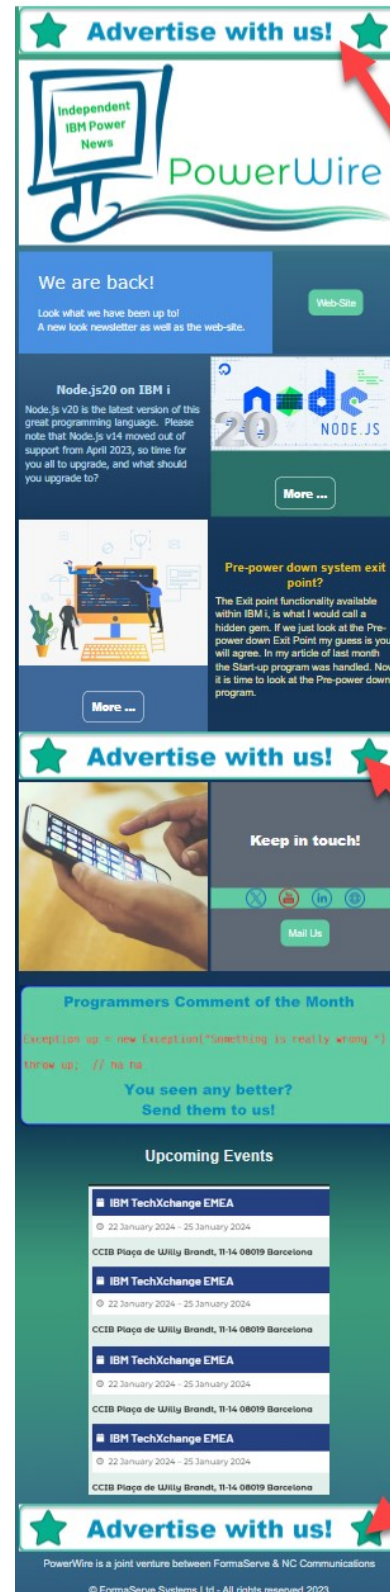 Advertise with us!
Independent
IBM Power
News
PowerWire
We are back!
Look what we have been up to!
A new look newsletter as well as the web-site.
Web-Site
Node.js20 on IBM i
Node.js v20 is the latest version of this
great programming language. Please
note that Node.js v14 moved out of
support from April 2023, so time for
you all to upgrade, and what should
you upgrade to?
node
20
NODE.JS
More ...
Pre-power down system exit
point?
The Exit point functionality available
within IBM i, is what I would call a
hidden gem. If we just look at the Pre-
power down Exit Point my guess is you
will agree. In my article of last month
the Start-up program was handled. Now
it is time to look at the Pre-power down
program.
More ...
Advertise with us!
Keep in touch!
Mail Us
Programmers Comment of the Month
Exception up = new Exception("Something is really wrong.")
throw up; // ha ha
You seen any better?
Send them to us!
Upcoming Events
IBM TechXchange EMEA
22 January 2024 - 25 January 2024
CCIB Plaça de Willy Brandt, 11-14 08019 Barcelona
IBM TechXchange EMEA
22 January 2024 - 25 January 2024
CCIB Plaça de Willy Brandt, 11-14 08019 Barcelona
IBM TechXchange EMEA
22 January 2024 - 25 January 2024
CCIB Plaça de Willy Brandt, 11-14 08019 Barcelona
IBM TechXchange EMEA
22 January 2024 - 25 January 2024
CCIB Plaça de Willy Brandt, 11-14 08019 Barcelona
Advertise with us!
PowerWire is a joint venture between FormaServe & NC Communications
© FormaServe Systems Ltd - All rights reserved 2023